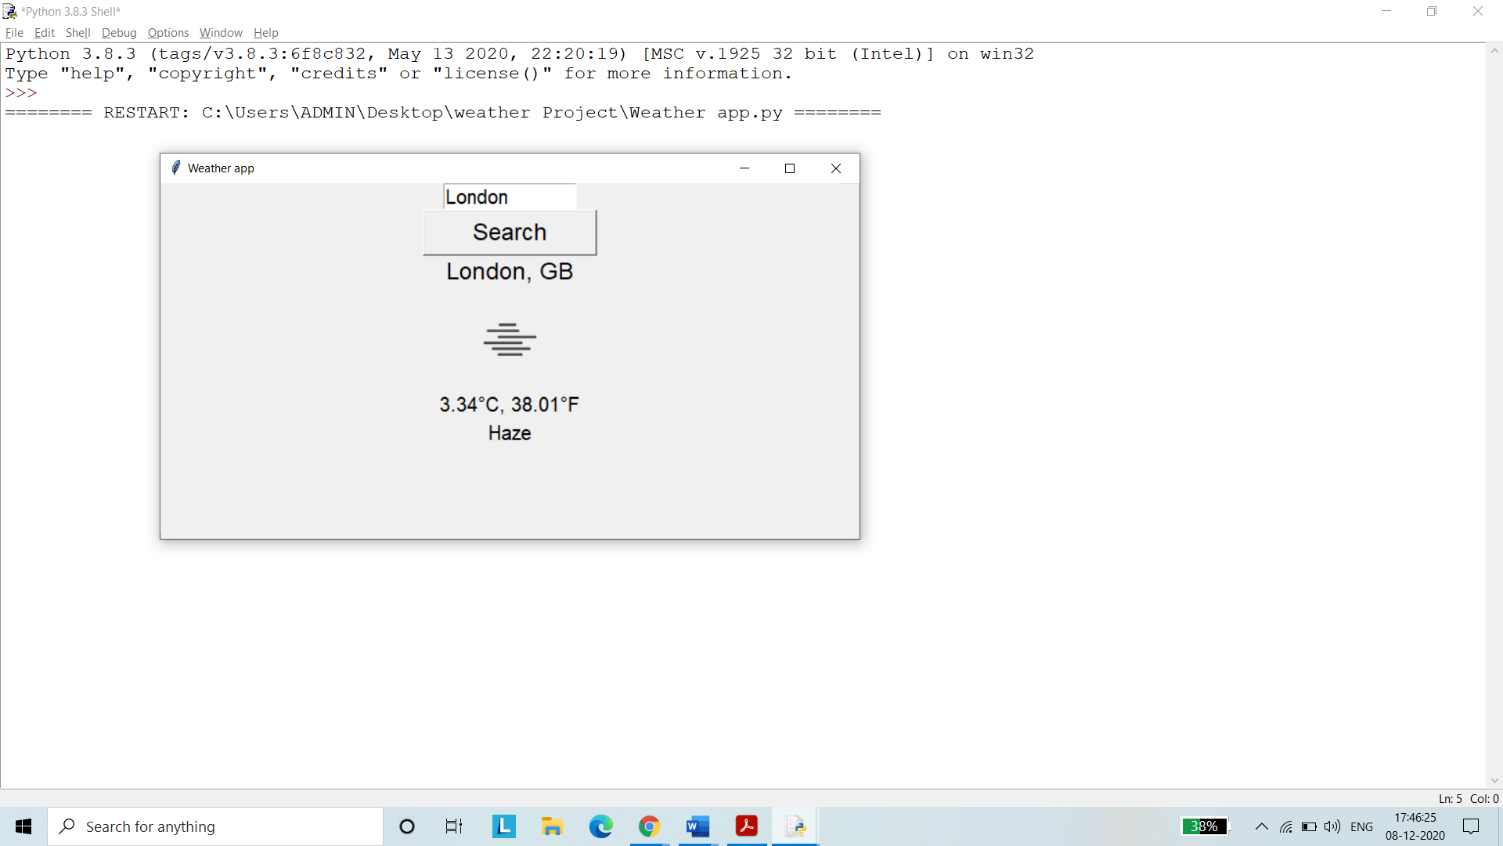 *Python 3.8.3 Shell*
File Edit Shell Debug Options Window Help
Python 3.8.3 (tags/v3.8.3:6f8c832, May 13 2020, 22:20:19) [MSC v.1925 32 bit (Intel)] on win32
Type "help", "copyright", "credits" or "license()" for more information.
>>>
======== RESTART: C:\Users\ADMIN\Desktop\weather Project\Weather app.py ========
Weather app
London
Search
London, GB
3.34°C, 38.01°F
Haze
Ln: 5 Col: 0
Search for anything
L
W
38%
ENG
17:46:25
08-12-2020